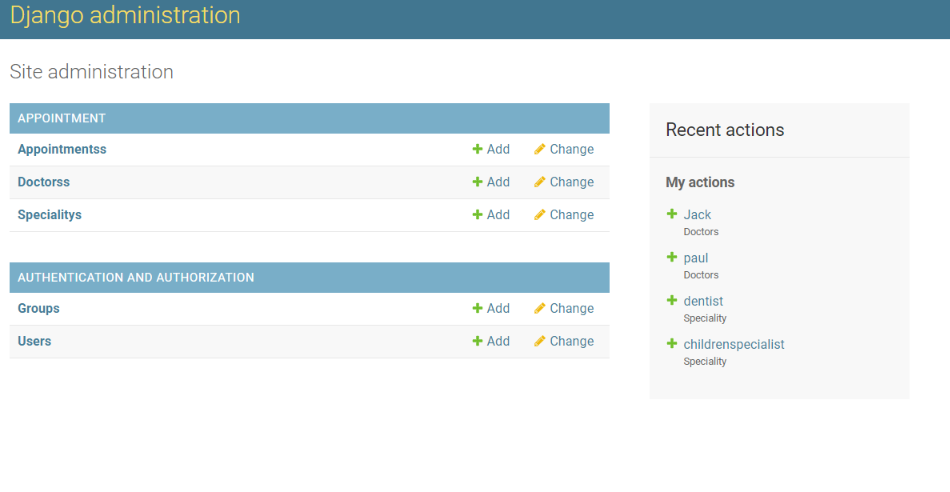 Django administration
Site administration
APPOINTMENT
Appointmentss Add Change
Doctorss Add Change
Specialitys Add Change
AUTHENTICATION AND AUTHORIZATION
Groups Add Change
Users Add Change
Recent actions
My actions
Jack
Doctors
paul
Doctors
dentist
Speciality
childrenspecialist
Speciality